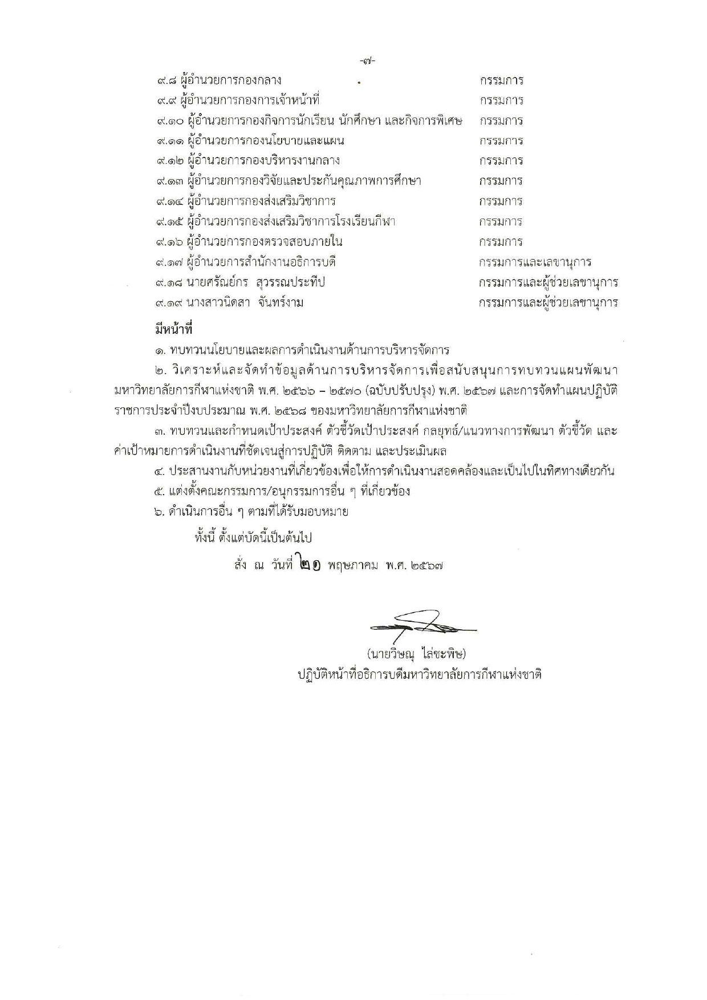 -๗-
๙.๘ ผู้อำนวยการกองกลาง กรรมการ
๙.๙ ผู้อำนวยการกองการเจ้าหน้าที่ กรรมการ
๙.๑๐ ผู้อำนวยการกองกิจการนักเรียน นักศึกษา และกิจการพิเศษ กรรมการ
๙.๑๑ ผู้อำนวยการกองนโยบายและแผน กรรมการ
๙.๑๒ ผู้อำนวยการกองบริหารงานกลาง กรรมการ
๙.๑๓ ผู้อำนวยการกองวิจัยและประกันคุณภาพการศึกษา กรรมการ
๙.๑๔ ผู้อำนวยการกองส่งเสริมวิชาการ กรรมการ
๙.๑๕ ผู้อำนวยการกองส่งเสริมวิชาการโรงเรียนกีฬา กรรมการ
๙.๑๖ ผู้อำนวยการกองตรวจสอบภายใน กรรมการ
๙.๑๗ ผู้อำนวยการสำนักงานอธิการบดี กรรมการและเลขานุการ
๙.๑๘ นายศรัณย์กร สุวรรณประทีป กรรมการและผู้ช่วยเลขานุการ
๙.๑๙ นางสาวนิดสา จันทร์งาม กรรมการและผู้ช่วยเลขานุการ
มีหน้าที่
๑. ทบทวนนโยบายและผลการดำเนินงานด้านการบริหารจัดการ
๒. วิเคราะห์และจัดทำข้อมูลด้านการบริหารจัดการเพื่อสนับสนุนการทบทวนแผนพัฒนา
มหาวิทยาลัยการกีฬาแห่งชาติ พ.ศ. ๒๕๖๖ – ๒๕๗๐ (ฉบับปรับปรุง) พ.ศ. ๒๕๖๗ และการจัดทำแผนปฏิบัติ
ราชการประจำปีงบประมาณ พ.ศ. ๒๕๖๘ ของมหาวิทยาลัยการกีฬาแห่งชาติ
๓. ทบทวนและกำหนดเป้าประสงค์ ตัวชี้วัดเป้าประสงค์ กลยุทธ์/แนวทางการพัฒนา ตัวชี้วัด และ
ค่าเป้าหมายการดำเนินงานที่ชัดเจนสู่การปฏิบัติ ติดตาม และประเมินผล
๔. ประสานงานกับหน่วยงานที่เกี่ยวข้องเพื่อให้การดำเนินงานสอดคล้องและเป็นไปในทิศทางเดียวกัน
๕. แต่งตั้งคณะกรรมการ/อนุกรรมการอื่น ๆ ที่เกี่ยวข้อง
๖. ดำเนินการอื่น ๆ ตามที่ได้รับมอบหมาย
ทั้งนี้ ตั้งแต่บัดนี้เป็นต้นไป
สั่ง ณ วันที่ ๒๑ พฤษภาคม พ.ศ. ๒๕๖๗
(นายวิษณุ ไล่ชะพิษ)
ปฏิบัติหน้าที่อธิการบดีมหาวิทยาลัยการกีฬาแห่งชาติ